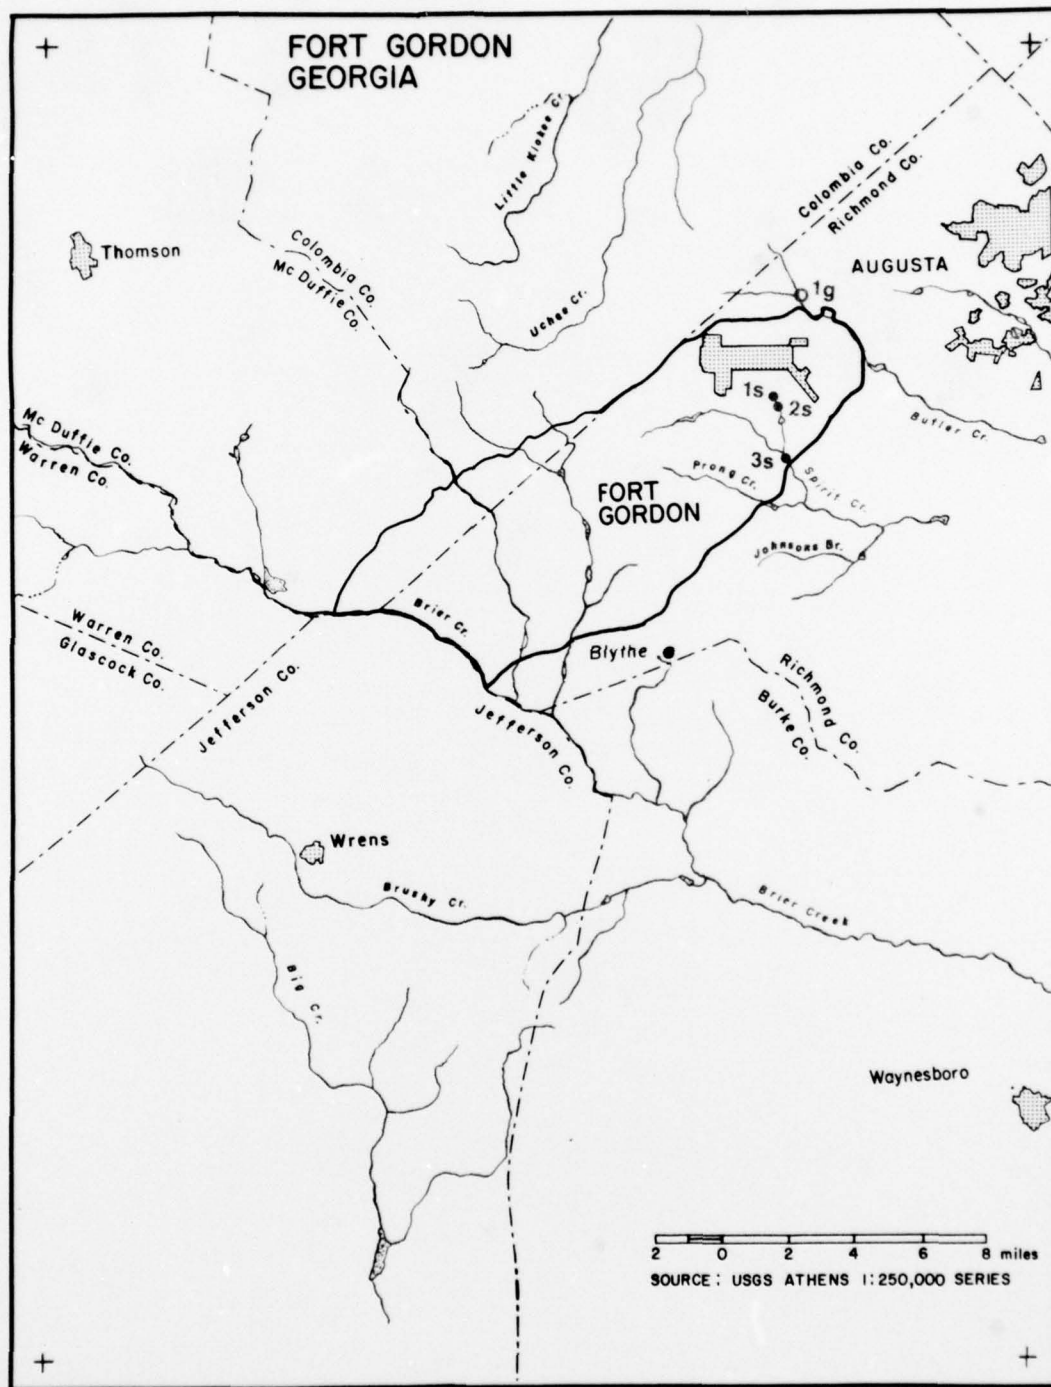 FORT GORDON
GEORGIA
Little Kiokee Cr.
Colombia Co.
Richmond Co.
Thomson
Colombia Co.
Mc Duffie Co.
AUGUSTA
Uchee Cr.
1g
1s
2s
Mc Duffie Co.
Warren Co.
Butler Cr.
3s
Prong Cr.
Spirit Cr.
FORT
GORDON
Johnsons Br.
Brier Cr.
Warren Co.
Glascock Co.
Blythe
Jefferson Co.
Richmond Co.
Burke Co.
Jefferson Co.
Wrens
Brushy Cr.
Brier Creek
Big Cr.
Waynesboro
2 0 2 4 6 8 miles
SOURCE: USGS ATHENS 1:250,000 SERIES